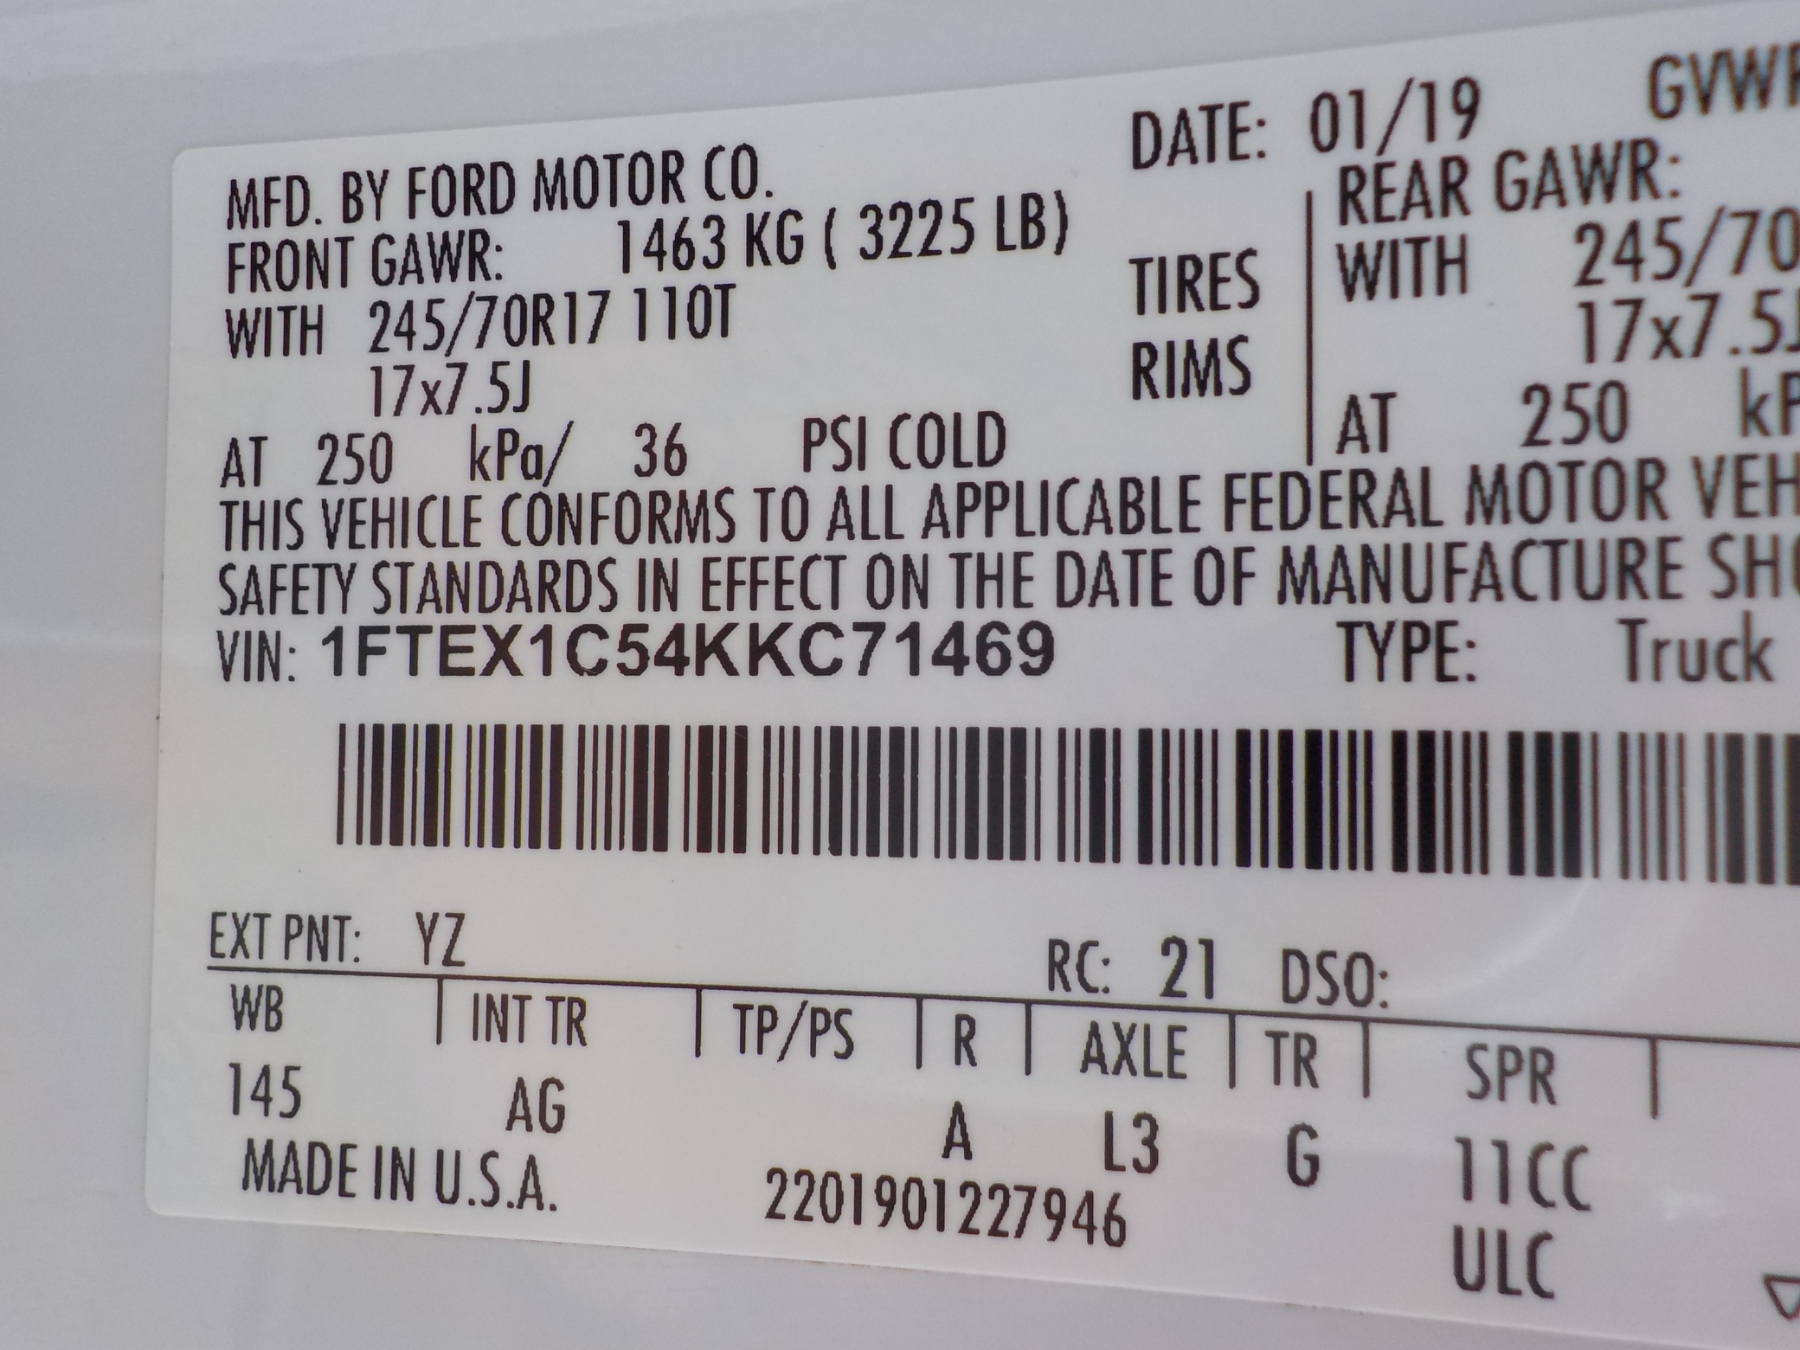 MFD. BY FORD MOTOR CO. DATE: 01/19 GVWR
FRONT GAWR: 1463 KG ( 3225 LB) REAR GAWR:
WITH 245/70R17 110T TIRES WITH 245/70
17x7.5J RIMS 17x7.5J
AT 250 kPa/ 36 PSI COLD AT 250 kP
THIS VEHICLE CONFORMS TO ALL APPLICABLE FEDERAL MOTOR VEH
SAFETY STANDARDS IN EFFECT ON THE DATE OF MANUFACTURE SHO
VIN: 1FTEX1C54KKC71469 TYPE: Truck
EXT PNT: YZ RC: 21 DSO:
WB INT TR TP/PS R AXLE TR SPR
145 AG A L3 G 11CC
MADE IN U.S.A. 2201901227946 ULC